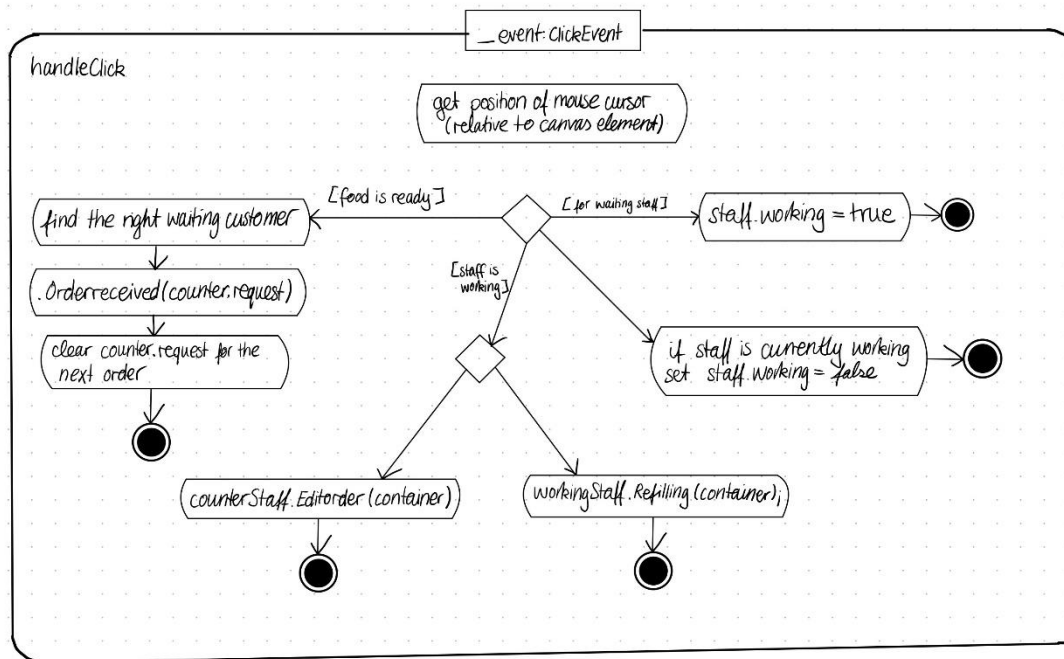 _event:ClickEvent
handleClick
get position of mouse cursor
(relative to canvas element)
[food is ready]
[for waiting staff]
find the right waiting customer
staff.working = true
[staff is
working]
.Orderreceived(counter.request)
clear counter.request for the
next order
if staff is currently working
set staff.working = false
counterStaff.Editorder(container)
workingStaff.Refilling(container);